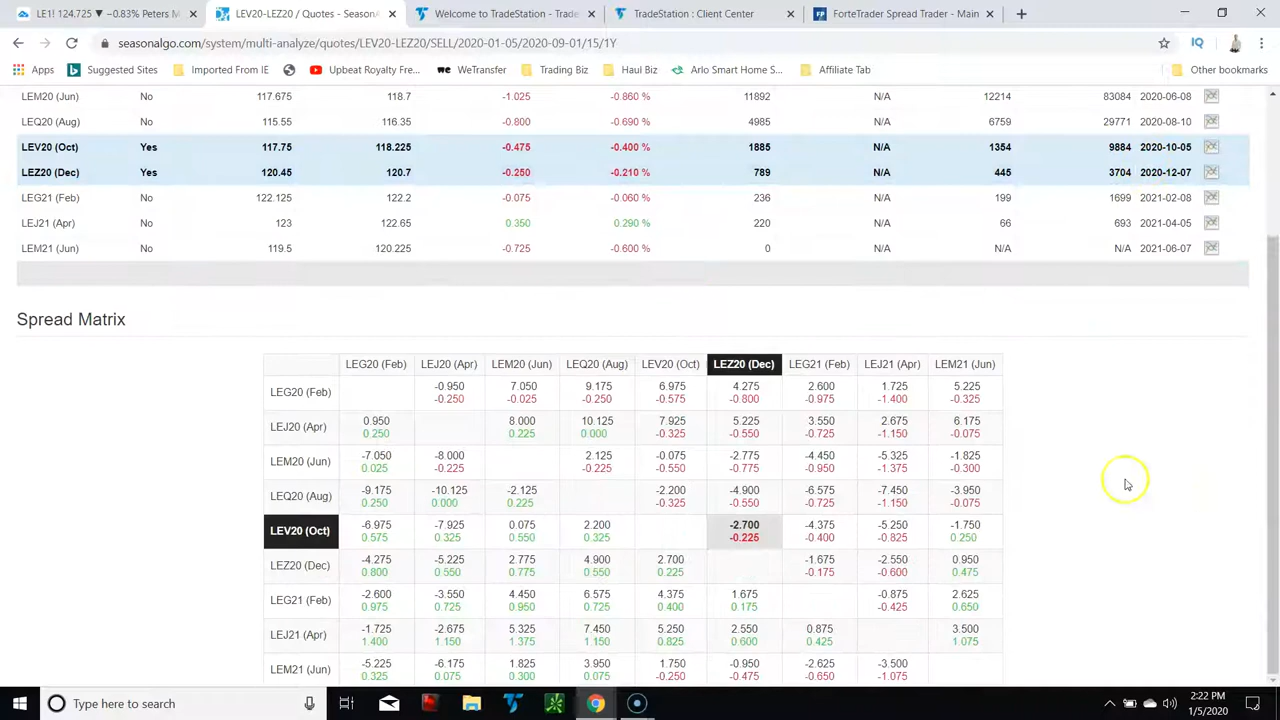 LE1! 124.725 ▼ −0.83% Peters M
LEV20-LEZ20 / Quotes - SeasonA
Welcome to TradeStation - Trade
TradeStation : Client Center
ForteTrader Spread Trader - Main
seasonalgo.com/system/multi-analyze/quotes/LEV20-LEZ20/SELL/2020-01-05/2020-09-01/15/1Y
Apps Suggested Sites Imported From IE Upbeat Royalty Fre... WeTransfer Trading Biz Haul Biz Arlo Smart Home S... Affiliate Tab Other bookmarks
LEM20 (Jun) No 117.675 118.7 -1.025 -0.860 % 11892 N/A 12214 83084 2020-06-08
LEQ20 (Aug) No 115.55 116.35 -0.800 -0.690 % 4985 N/A 6759 29771 2020-08-10
LEV20 (Oct) Yes 117.75 118.225 -0.475 -0.400 % 1885 N/A 1354 9884 2020-10-05
LEZ20 (Dec) Yes 120.45 120.7 -0.250 -0.210 % 789 N/A 445 3704 2020-12-07
LEG21 (Feb) No 122.125 122.2 -0.075 -0.060 % 236 N/A 199 1699 2021-02-08
LEJ21 (Apr) No 123 122.65 0.350 0.290 % 220 N/A 66 693 2021-04-05
LEM21 (Jun) No 119.5 120.225 -0.725 -0.600 % 0 N/A N/A N/A 2021-06-07
Spread Matrix
LEG20 (Feb) LEJ20 (Apr) LEM20 (Jun) LEQ20 (Aug) LEV20 (Oct) LEZ20 (Dec) LEG21 (Feb) LEJ21 (Apr) LEM21 (Jun)
LEG20 (Feb)
-0.950 7.050 9.175 6.975 4.275 2.600 1.725 5.225
-0.250 -0.025 -0.250 -0.575 -0.800 -0.975 -1.400 -0.325
LEJ20 (Apr)
0.950 8.000 10.125 7.925 5.225 3.550 2.675 6.175
0.250 0.225 0.000 -0.325 -0.550 -0.725 -1.150 -0.075
LEM20 (Jun)
-7.050 -8.000 2.125 -0.075 -2.775 -4.450 -5.325 -1.825
0.025 -0.225 -0.225 -0.550 -0.775 -0.950 -1.375 -0.300
LEQ20 (Aug)
-9.175 -10.125 -2.125 -2.200 -4.900 -6.575 -7.450 -3.950
0.250 0.000 0.225 -0.325 -0.550 -0.725 -1.150 -0.075
LEV20 (Oct)
-6.975 -7.925 0.075 2.200 -2.700 -4.375 -5.250 -1.750
0.575 0.325 0.550 0.325 -0.225 -0.400 -0.825 0.250
LEZ20 (Dec)
-4.275 -5.225 2.775 4.900 2.700 -1.675 -2.550 0.950
0.800 0.550 0.775 0.550 0.225 -0.175 -0.600 0.475
LEG21 (Feb)
-2.600 -3.550 4.450 6.575 4.375 1.675 -0.875 2.625
0.975 0.725 0.950 0.725 0.400 0.175 -0.425 0.650
LEJ21 (Apr)
-1.725 -2.675 5.325 7.450 5.250 2.550 0.875 3.500
1.400 1.150 1.375 1.150 0.825 0.600 0.425 1.075
LEM21 (Jun)
-5.225 -6.175 1.825 3.950 1.750 -0.950 -2.625 -3.500
0.325 0.075 0.300 0.075 -0.250 -0.475 -0.650 -1.075
Type here to search
2:22 PM
1/5/2020